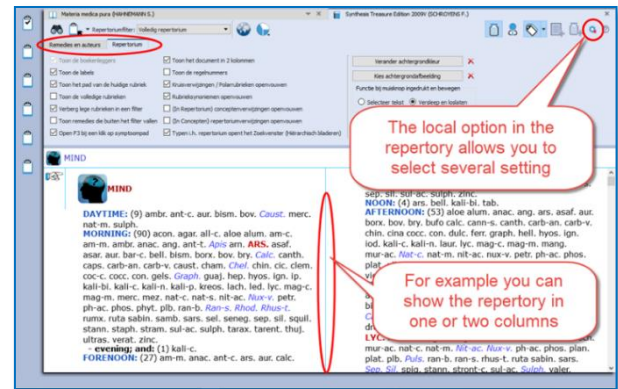 Materia medica pura (HAHNEMANN S.)
Synthesis Treasure Edition 2009V (SCHROYENS F.)
Repertoriumfilter: Volledig repertorium
Remedies en auteurs
Repertorium
Toon de boekenleggers
Toon de labels
Toon het pad van de huidige rubriek
Toon de volledige rubrieken
Verberg lege rubrieken in een filter
Toon remedies die buiten het filter vallen
Open F3 bij een klik op symptoompad
Toon het document in 2 kolommen
Toon de regelnummers
Kruisverwijzingen / Polairubrieken openvouwen
Rubrieksynoniemen openvouwen
(In Repertorium) conceptenverwijzingen openvouwen
(In Concepten) repertoriumverwijzingen openvouwen
Typen i.h. repertorium opent het Zoekvenster (Hiërarchisch bladeren)
Verander achtergrondkleur
Kies achtergrondafbeelding
Functie bij muisknop ingedrukt en bewegen
Selecteer tekst
Versleep en loslaten
The local option in the
repertory allows you to
select several setting
MIND
MIND
DAYTIME: (9) ambr. ant-c. aur. bism. bov. Caust. merc.
nat-m. sulph.
MORNING: (90) acon. agar. all-c. aloe alum. am-c.
am-m. ambr. anac. ang. ant-t. Apis arn. ARS. asaf.
asar. aur. bar-c. bell. bism. borx. bov. bry. Calc. canth.
caps. carb-an. carb-v. caust. cham. Chel. chin. cic. clem.
coc-c. cocc. con. gels. Graph. guaj. hep. hyos. ign. ip.
kali-bi. kali-c. kali-n. kali-p. kreos. lach. led. lyc. mag-c.
mag-m. merc. mez. nat-c. nat-s. nit-ac. Nux-v. petr.
ph-ac. phos. phyt. plb. ran-b. Ran-s. Rhod. Rhus-t.
rumx. ruta sabin. samb. sars. sel. seneg. sep. sil. squil.
stann. staph. stram. sul-ac. sulph. tarax. tarent. thuj.
ultras. verat. zinc.
- evening; and: (1) kali-c.
FORENOON: (27) am-m. anac. ant-c. ars. aur. calc.
sep. sil. sul-ac. sulph. zinc.
NOON: (4) ars. bell. kali-bi. tab.
AFTERNOON: (53) aloe alum. anac. ang. ars. asaf. aur.
borx. bov. bry. bufo calc. cann-s. canth. carb-an. carb-v.
chin. cina cocc. con. dulc. ferr. graph. hell. hyos. ign.
iod. kali-c. kali-n. laur. lyc. mag-c. mag-m. mang.
mur-ac. Nat-c. nat-m. nit-ac. nux-v. petr. ph-ac. phos.
plat.
For example you can
show the repertory in
one or two columns
LYC.
mur-ac. nat-c. nat-m. Nit-ac. Nux-v. ph-ac. phos. plan.
plat. plb. Puls. ran-b. ran-s. rhus-t. ruta sabin. sars.
Sep. Sil. spig. stann. stront-c. sul-ac. Sulph. valer.